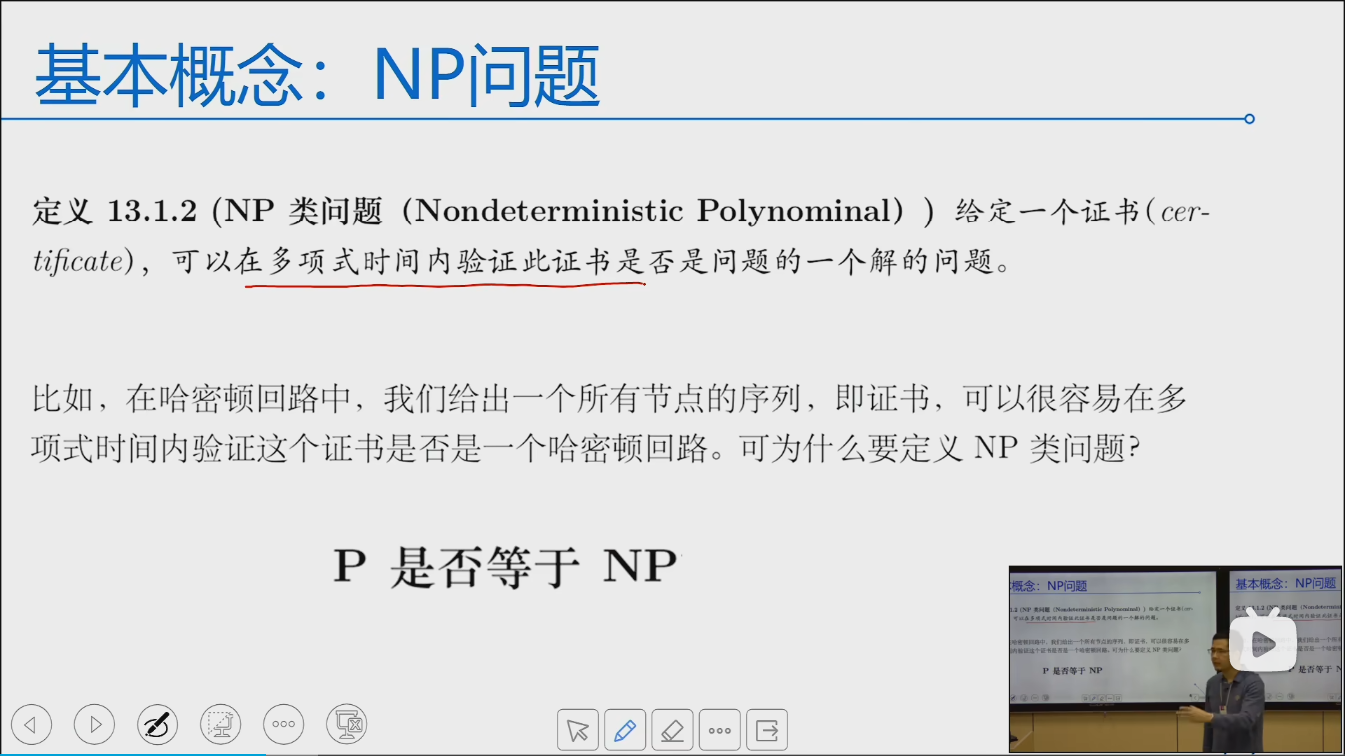 基本概念：NP问题
定义 13.1.2 (NP 类问题（Nondeterministic Polynominal）) 给定一个证书(cer-
tificate)，可以在多项式时间内验证此证书是否是问题的一个解的问题。
比如，在哈密顿回路中，我们给出一个所有节点的序列，即证书，可以很容易在多
项式时间内验证这个证书是否是一个哈密顿回路。可为什么要定义 NP 类问题?
P 是否等于 NP
概念：NP问题
基本概念：NP问题
P 是否等于 NP
P 是否等于 N